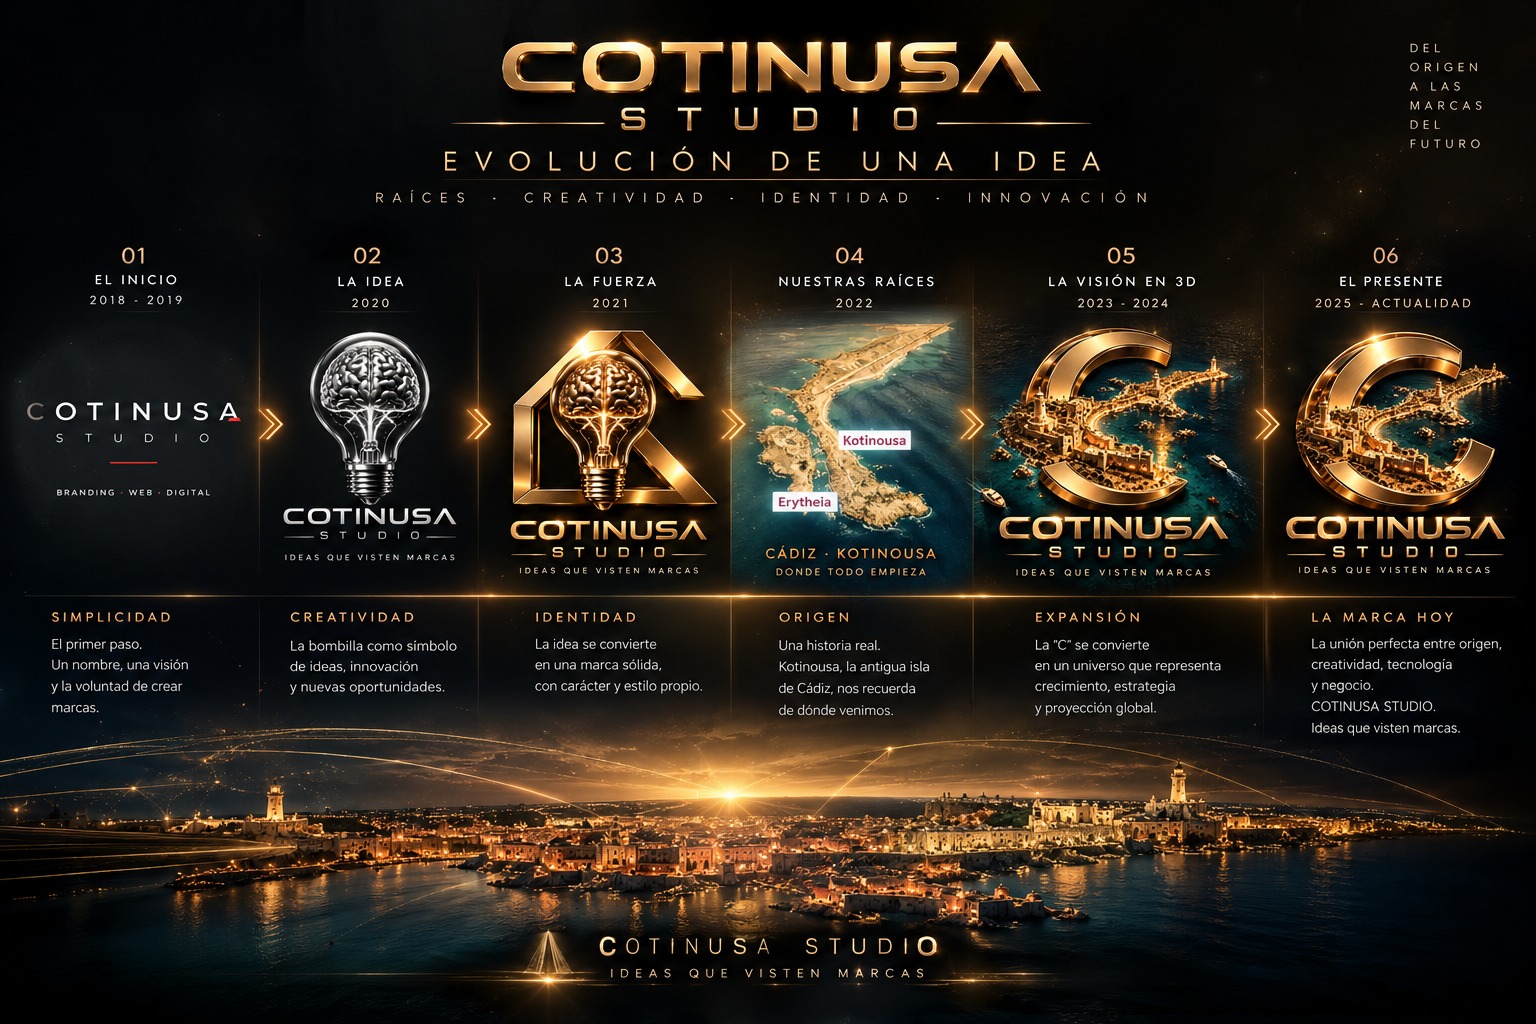 COTINUSA
STUDIO
EVOLUCIÓN DE UNA IDEA
RAÍCES · CREATIVIDAD · IDENTIDAD · INNOVACIÓN
DEL
ORIGEN
A LAS
MARCAS
DEL
FUTURO
01
EL INICIO
2018 - 2019
COTINUSA
STUDIO
BRANDING · WEB · DIGITAL
SIMPLICIDAD
El primer paso.
Un nombre, una visión
y la voluntad de crear
marcas.
02
LA IDEA
2020
COTINUSA
STUDIO
IDEAS QUE VISTEN MARCAS
CREATIVIDAD
La bombilla como símbolo
de ideas, innovación
y nuevas oportunidades.
03
LA FUERZA
2021
COTINUSA
STUDIO
IDEAS QUE VISTEN MARCAS
IDENTIDAD
La idea se convierte
en una marca sólida,
con carácter y estilo propio.
04
NUESTRAS RAÍCES
2022
Kotinousa
Erytheia
CÁDIZ · KOTINOUSA
DONDE TODO EMPIEZA
ORIGEN
Una historia real.
Kotinousa, la antigua isla
de Cádiz, nos recuerda
de dónde venimos.
05
LA VISIÓN EN 3D
2023 - 2024
COTINUSA
STUDIO
IDEAS QUE VISTEN MARCAS
EXPANSIÓN
La "C" se convierte
en un universo que representa
crecimiento, estrategia
y proyección global.
06
EL PRESENTE
2025 - ACTUALIDAD
COTINUSA
STUDIO
IDEAS QUE VISTEN MARCAS
LA MARCA HOY
La unión perfecta entre origen,
creatividad, tecnología
y negocio.
COTINUSA STUDIO.
Ideas que visten marcas.
COTINUSA STUDIO
IDEAS QUE VISTEN MARCAS